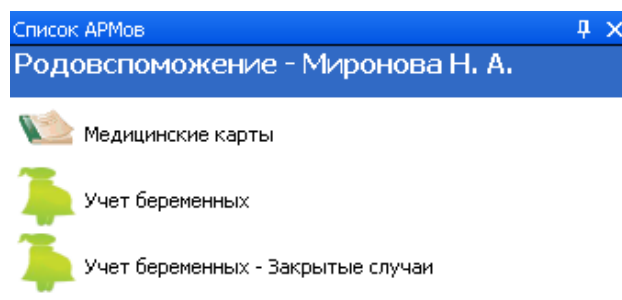 Список АРМов
Родовспоможение - Миронова Н. А.
Медицинские карты
Учет беременных
Учет беременных - Закрытые случаи